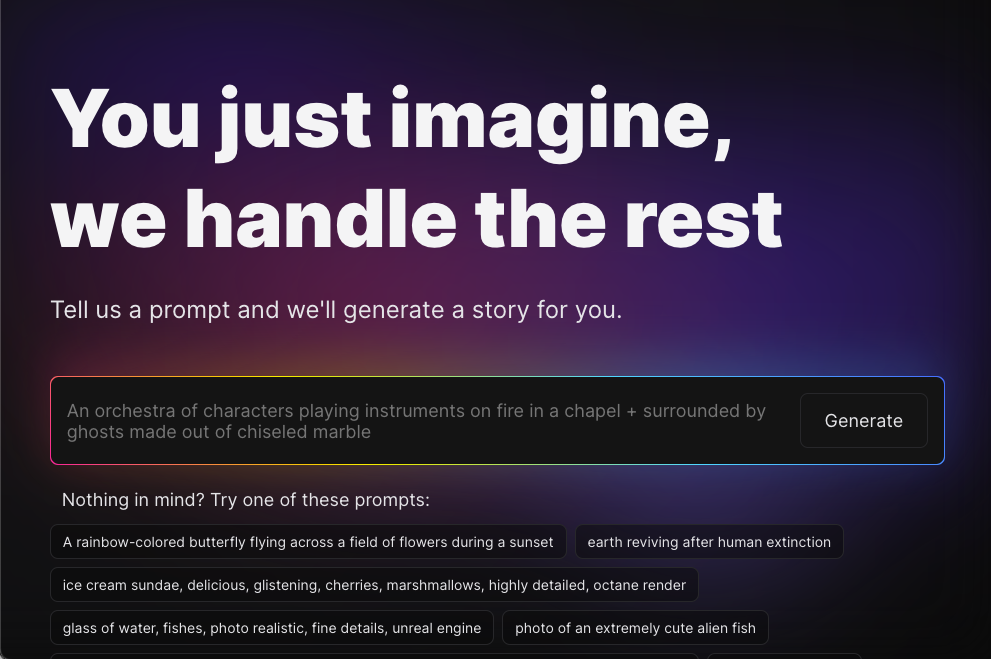 You just imagine,
we handle the rest
Tell us a prompt and we'll generate a story for you.
An orchestra of characters playing instruments on fire in a chapel + surrounded by
ghosts made out of chiseled marble
Generate
Nothing in mind? Try one of these prompts:
A rainbow-colored butterfly flying across a field of flowers during a sunset
earth reviving after human extinction
ice cream sundae, delicious, glistening, cherries, marshmallows, highly detailed, octane render
glass of water, fishes, photo realistic, fine details, unreal engine
photo of an extremely cute alien fish